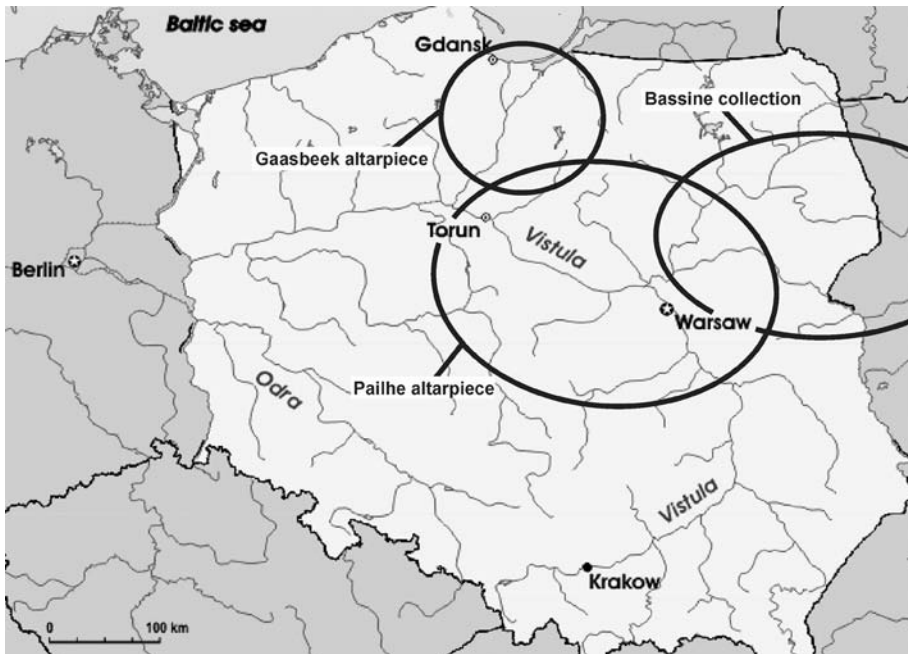 Baltic sea
Gdansk
Bassine collection
Gaasbeek altarpiece
Torun
Vistula
Berlin
Warsaw
Pailhe altarpiece
Odra
Vistula
Krakow
0 100 km